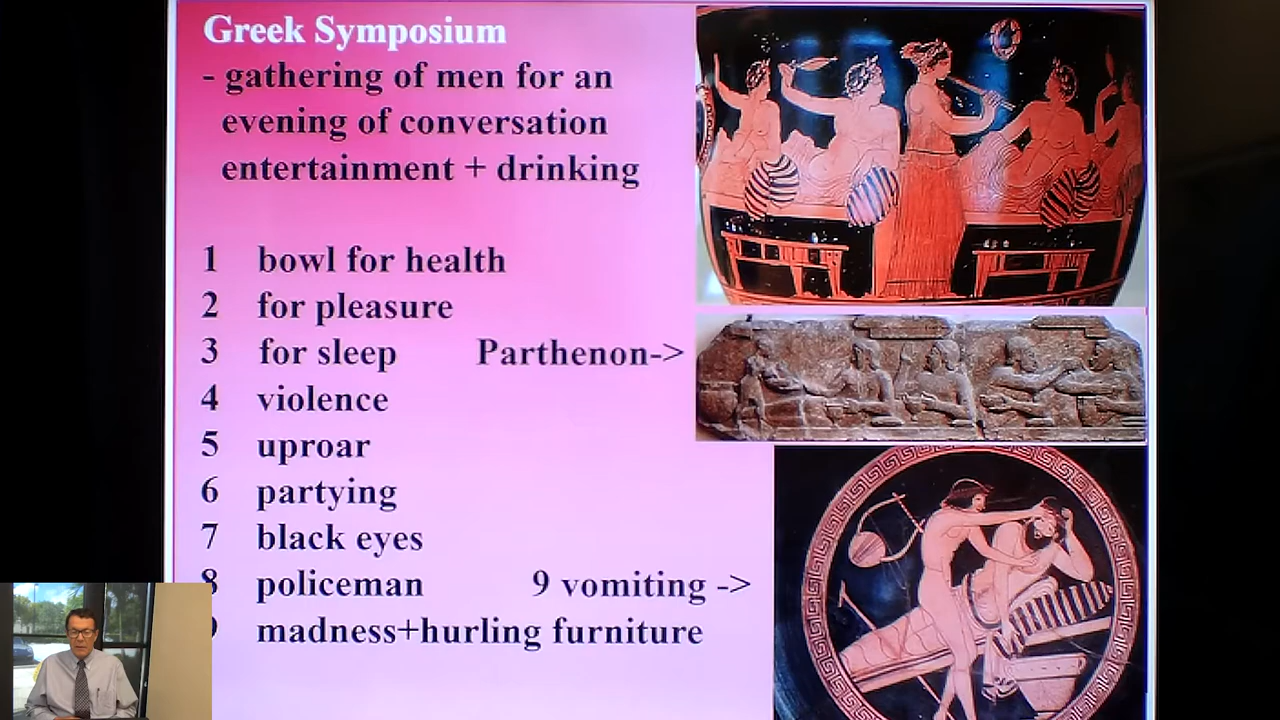 Greek Symposium
- gathering of men for an
evening of conversation
entertainment + drinking
1 bowl for health
2 for pleasure
3 for sleep Parthenon->
4 violence
5 uproar
6 partying
7 black eyes
8 policeman 9 vomiting ->
madness+hurling furniture